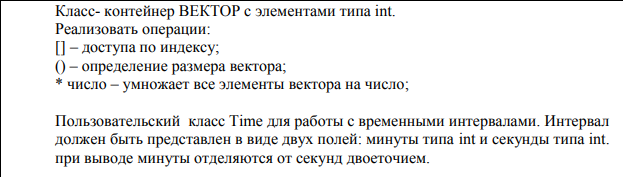 Класс- контейнер ВЕКТОР с элементами типа int.
Реализовать операции:
[] – доступа по индексу;
() – определение размера вектора;
* число – умножает все элементы вектора на число;
Пользовательский класс Time для работы с временными интервалами. Интервал
должен быть представлен в виде двух полей: минуты типа int и секунды типа int.
при выводе минуты отделяются от секунд двоеточием.